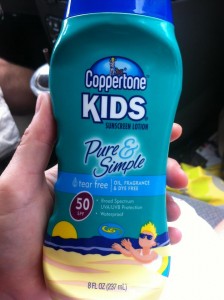 Coppertone
KIDS
SUNSCREEN LOTION
Pure &
Simple
tear free
OIL, FRAGRANCE
& DYE FREE
50
SPF
• Broad Spectrum
UVA/UVB Protection
• Waterproof
8 FL OZ (237 mL)